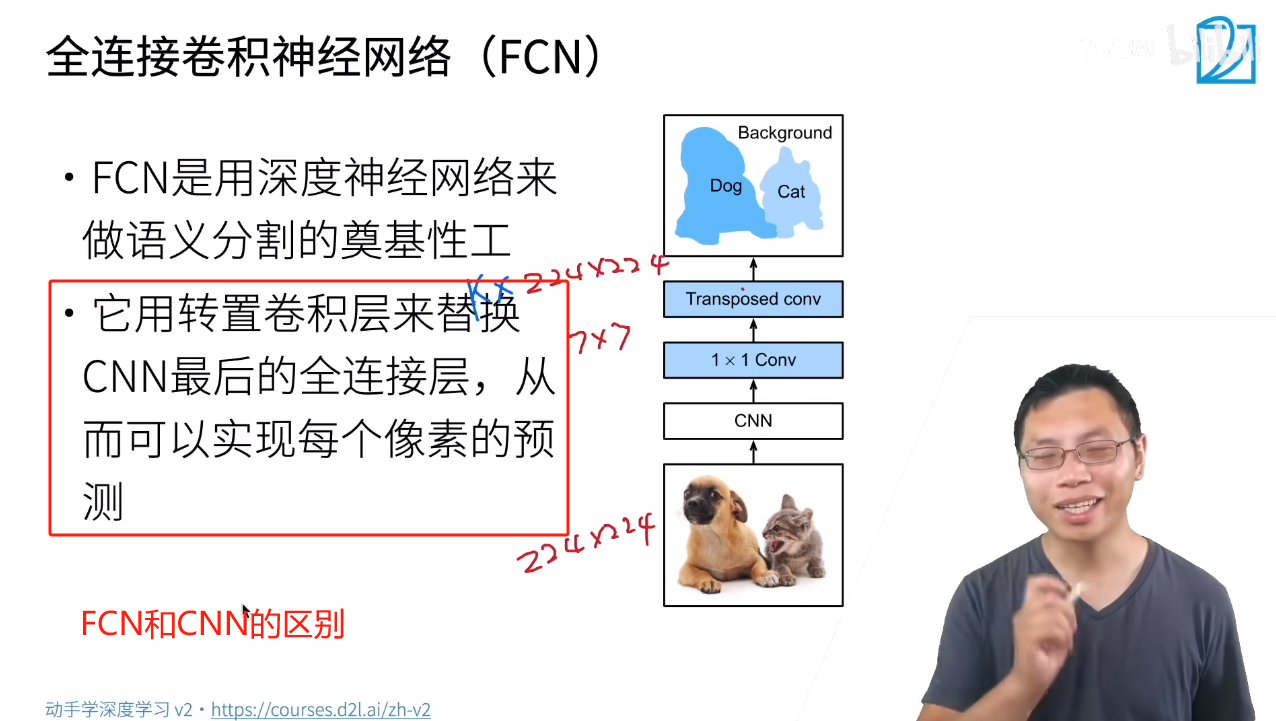 全连接卷积神经网络（FCN）
bilibili
• FCN是用深度神经网络来
做语义分割的奠基性工
• 它用转置卷积层来替换
CNN最后的全连接层，从
而可以实现每个像素的预
测
FCN和CNN的区别
Background
Dog
Cat
K× 224×224
Transposed conv
7×7
1 × 1 Conv
CNN
224×224
动手学深度学习 v2 • https://courses.d2l.ai/zh-v2